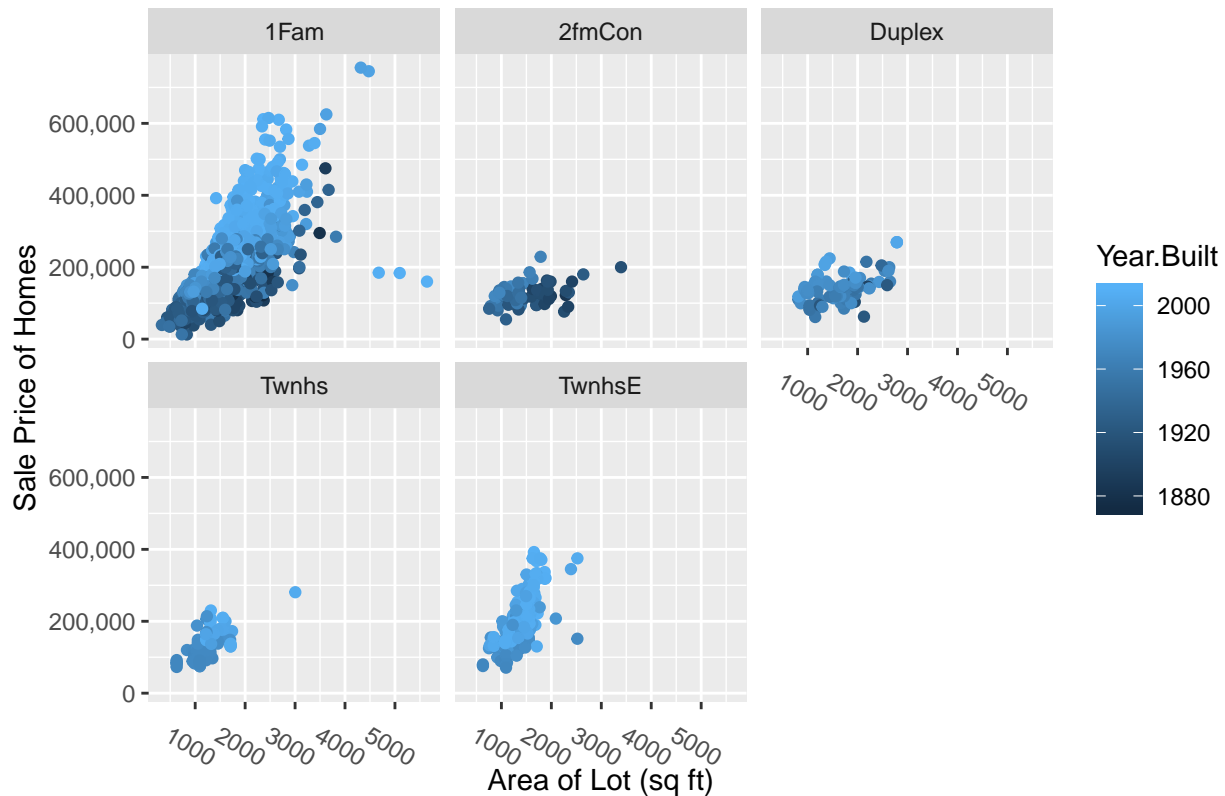 1Fam 2fmCon Duplex
Sale Price of Homes
600,000
400,000
200,000
0
1000 2000 3000 4000 5000
Twnhs TwnhsE
600,000
400,000
200,000
0
1000 2000 3000 4000 5000 1000 2000 3000 4000 5000
Area of Lot (sq ft)
Year.Built
2000
1960
1920
1880